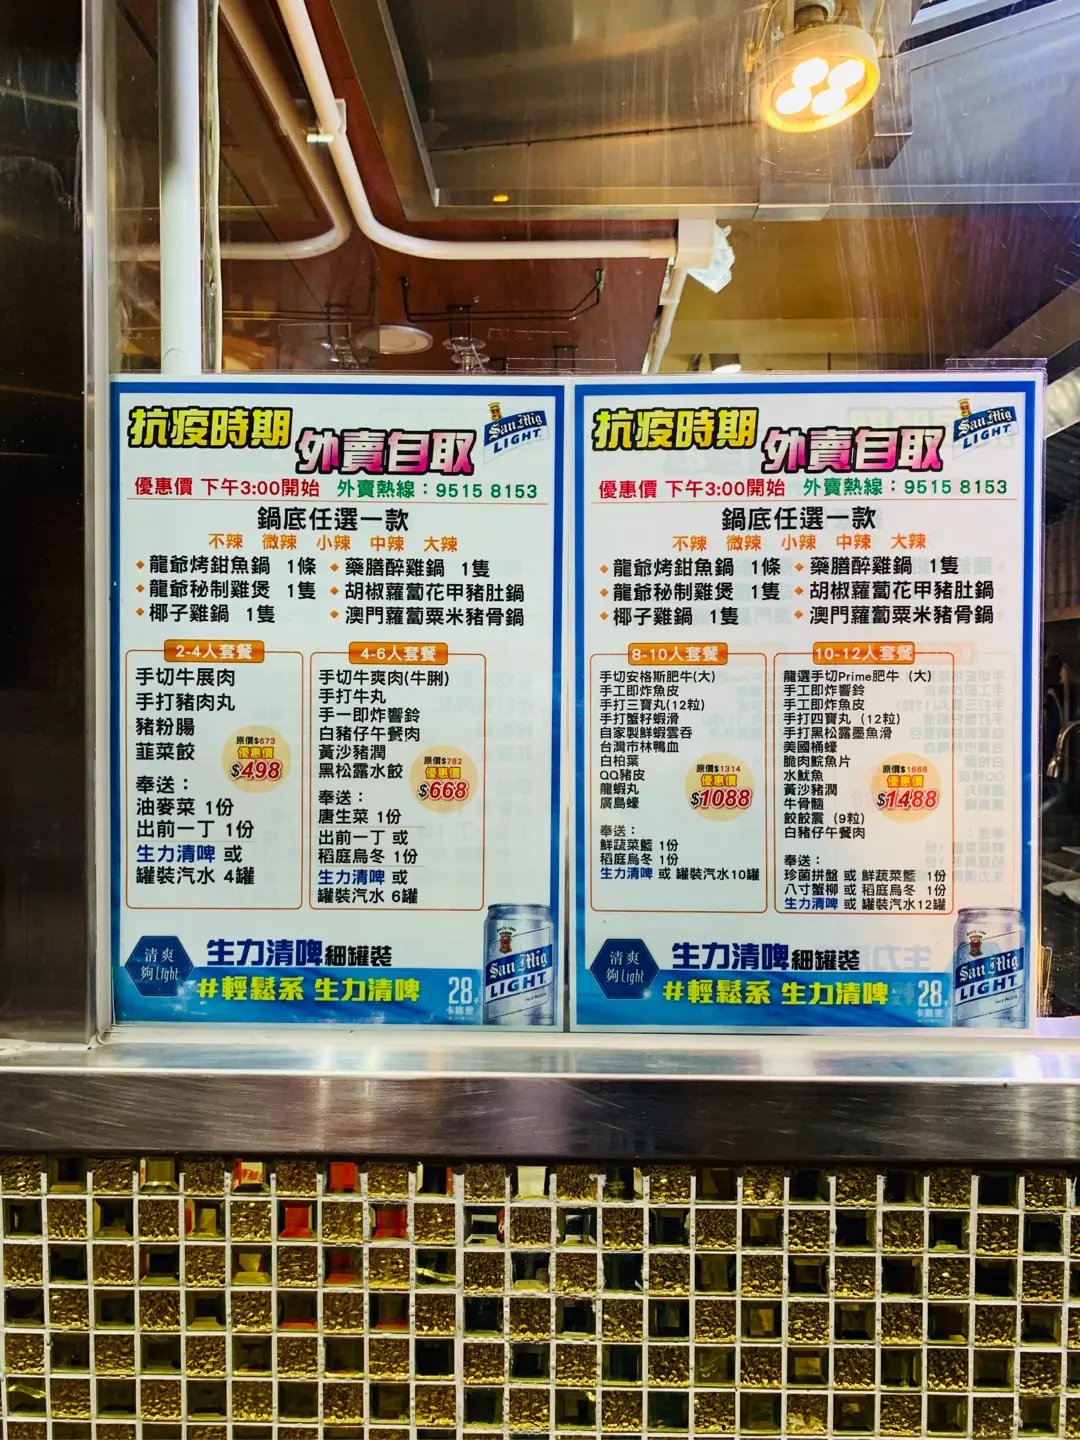 抗疫時期
外賣自取
San Mig
LIGHT
優惠價 下午3:00開始 外賣熱線：9515 8153
鍋底任選一款
不辣 微辣 小辣 中辣 大辣
龍爺烤鉗魚鍋 1條
藥膳醉雞鍋 1隻
龍爺秘制雞煲 1隻
胡椒蘿蔔花甲豬肚鍋
椰子雞鍋 1隻
澳門蘿蔔粟米豬骨鍋
2-4人套餐
手切牛展肉
手打豬肉丸
豬粉腸
韮菜餃
原價$673
優惠價
$498
奉送：
油麥菜 1份
出前一丁 1份
生力清啤 或
罐裝汽水 4罐
4-6人套餐
手切牛爽肉(牛脷)
手打牛丸
手一即炸響鈴
白豬仔午餐肉
黃沙豬潤
黑松露水餃
原價$782
優惠價
$668
奉送：
唐生菜 1份
出前一丁 或
稻庭烏冬 1份
生力清啤 或
罐裝汽水 6罐
清爽
夠Light
生力清啤細罐裝
#輕鬆系 生力清啤
28
San Mig
LIGHT
抗疫時期
外賣自取
San Mig
LIGHT
優惠價 下午3:00開始 外賣熱線：9515 8153
鍋底任選一款
不辣 微辣 小辣 中辣 大辣
龍爺烤鉗魚鍋 1條
藥膳醉雞鍋 1隻
龍爺秘制雞煲 1隻
胡椒蘿蔔花甲豬肚鍋
椰子雞鍋 1隻
澳門蘿蔔粟米豬骨鍋
8-10人套餐
手切安格斯肥牛(大)
手工即炸魚皮
手打三寶丸(12粒)
手打蟹籽蝦滑
自家製鮮蝦雲吞
台灣市林鴨血
白柏葉
QQ豬皮
龍蝦丸
廣島蠔
原價$1314
優惠價
$1088
奉送：
鮮蔬菜籃 1份
稻庭烏冬 1份
生力清啤 或 罐裝汽水10罐
10-12人套餐
龍選手切Prime肥牛 (大)
手工即炸響鈴
手工即炸魚皮
手打四寶丸 (12粒)
手打黑松露墨魚滑
美國桶蠔
脆肉鯇魚片
水魷魚
黃沙豬潤
牛骨髓
餃餃震 (9粒)
白豬仔午餐肉
原價$1668
優惠價
$1488
奉送：
珍菌拼盤 或 鮮蔬菜籃 1份
八寸蟹柳 或 稻庭烏冬 1份
生力清啤 或 罐裝汽水12罐
清爽
夠Light
生力清啤細罐裝
#輕鬆系 生力清啤
28
San Mig
LIGHT